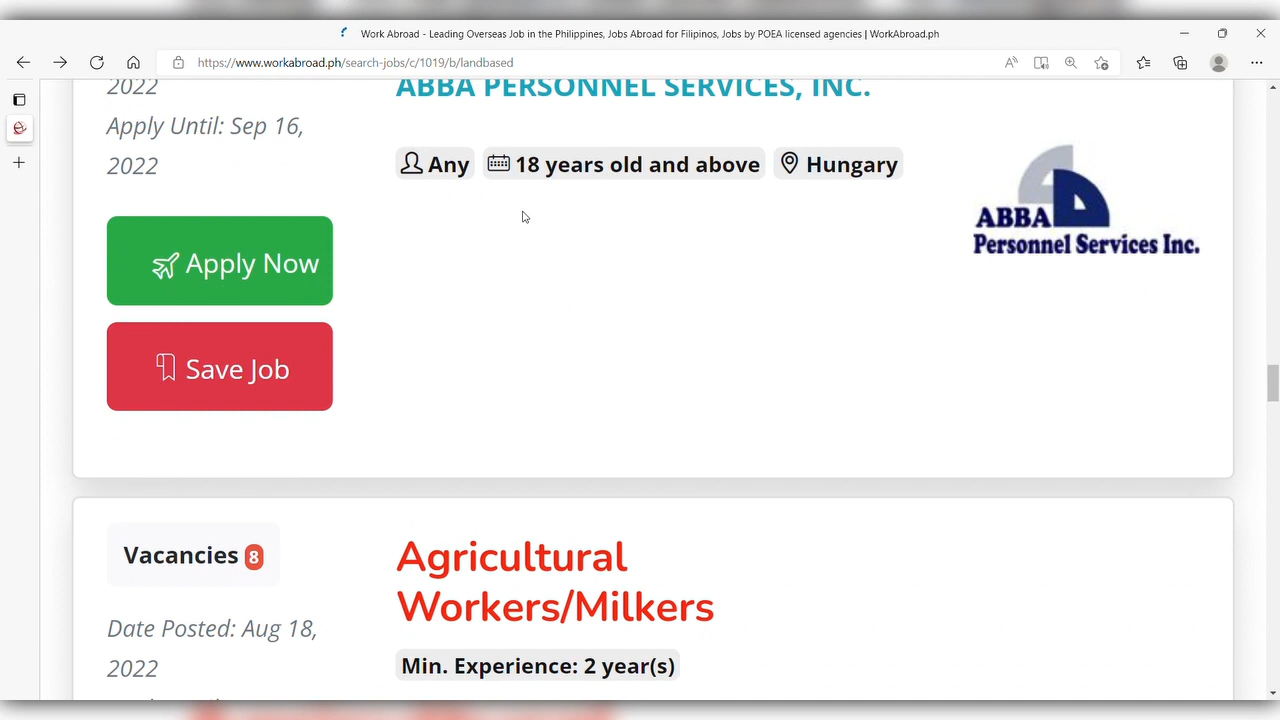 Work Abroad - Leading Overseas Job in the Philippines, Jobs Abroad for Filipinos, Jobs by POEA licensed agencies | WorkAbroad.ph
https://www.workabroad.ph/search-jobs/c/1019/b/landbased
2022
ABBA PERSONNEL SERVICES, INC.
Apply Until: Sep 16,
2022
Any
18 years old and above
Hungary
ABBA
Personnel Services Inc.
Apply Now
Save Job
Vacancies 8
Agricultural
Workers/Milkers
Date Posted: Aug 18,
2022
Min. Experience: 2 year(s)